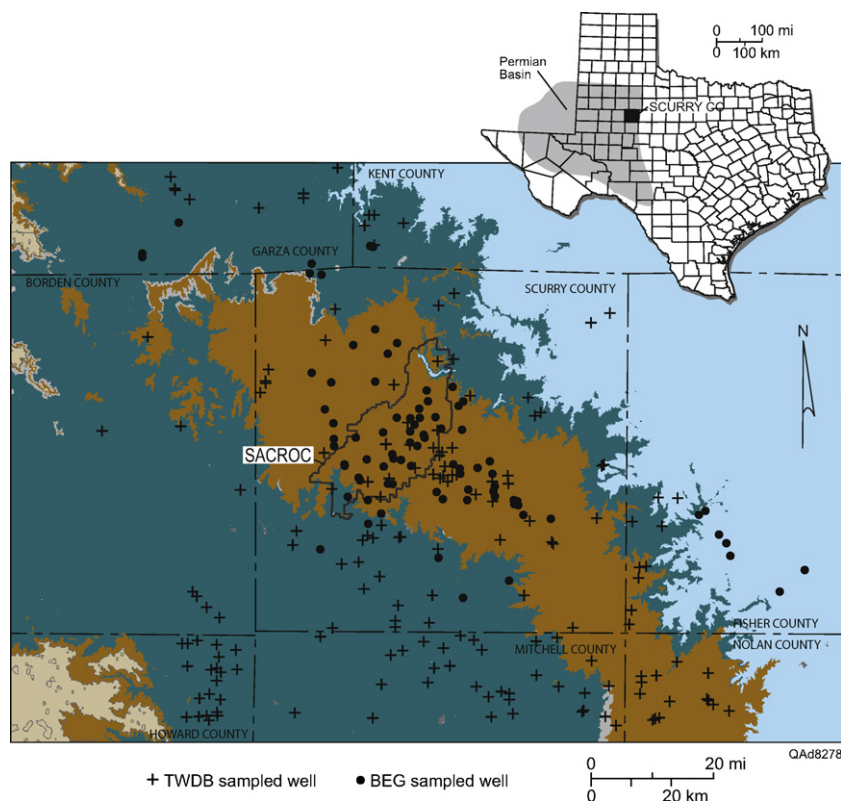 0 100 mi
0 100 km
Permian
Basin
SCURRY CO
KENT COUNTY
GARZA COUNTY
BORDEN COUNTY
SCURRY COUNTY
N
SACROC
FISHER COUNTY
MITCHELL COUNTY
NOLAN COUNTY
HOWARD COUNTY
QAd8278
+ TWDB sampled well
● BEG sampled well
0 20 mi
0 20 km